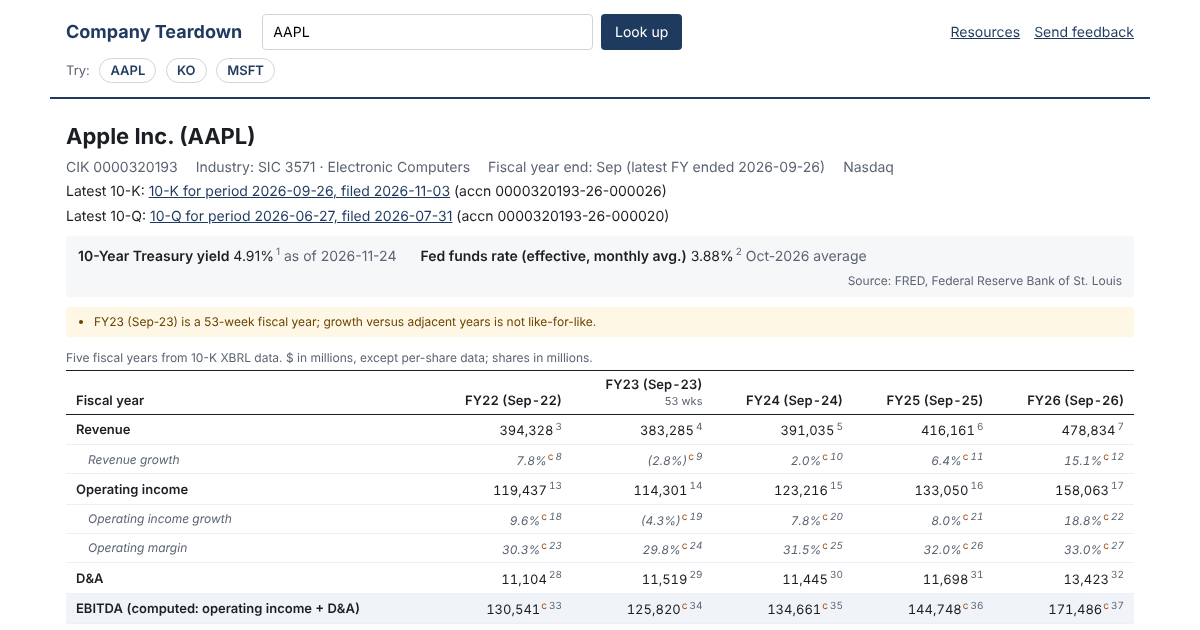 Company Teardown AAPL Look up Resources Send feedback
Try: AAPL KO MSFT
Apple Inc. (AAPL)
CIK 0000320193 Industry: SIC 3571 · Electronic Computers Fiscal year end: Sep (latest FY ended 2026-09-26) Nasdaq
Latest 10-K: 10-K for period 2026-09-26, filed 2026-11-03 (accn 0000320193-26-000026)
Latest 10-Q: 10-Q for period 2026-06-27, filed 2026-07-31 (accn 0000320193-26-000020)
10-Year Treasury yield 4.91% 1 as of 2026-11-24 Fed funds rate (effective, monthly avg.) 3.88% 2 Oct-2026 average
Source: FRED, Federal Reserve Bank of St. Louis
• FY23 (Sep-23) is a 53-week fiscal year; growth versus adjacent years is not like-for-like.
Five fiscal years from 10-K XBRL data. $ in millions, except per-share data; shares in millions.
Fiscal year FY22 (Sep-22) FY23 (Sep-23) 53 wks FY24 (Sep-24) FY25 (Sep-25) FY26 (Sep-26)
Revenue 394,328 3 383,285 4 391,035 5 416,161 6 478,834 7
Revenue growth 7.8% c 8 (2.8%) c 9 2.0% c 10 6.4% c 11 15.1% c 12
Operating income 119,437 13 114,301 14 123,216 15 133,050 16 158,063 17
Operating income growth 9.6% c 18 (4.3%) c 19 7.8% c 20 8.0% c 21 18.8% c 22
Operating margin 30.3% c 23 29.8% c 24 31.5% c 25 32.0% c 26 33.0% c 27
D&A 11,104 28 11,519 29 11,445 30 11,698 31 13,423 32
EBITDA (computed: operating income + D&A) 130,541 c 33 125,820 c 34 134,661 c 35 144,748 c 36 171,486 c 37